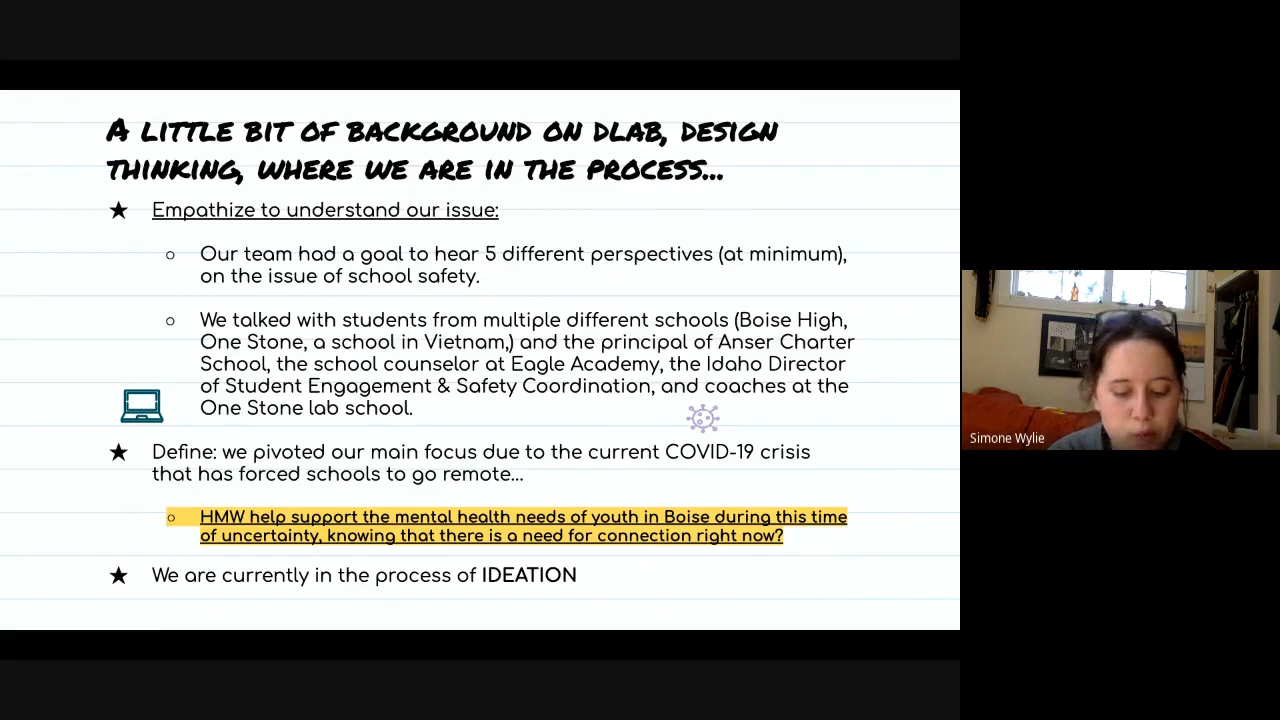 A LITTLE BIT OF BACKGROUND ON DLAB, DESIGN
THINKING, WHERE WE ARE IN THE PROCESS...
★ Empathize to understand our issue:
○ Our team had a goal to hear 5 different perspectives (at minimum),
on the issue of school safety.
○ We talked with students from multiple different schools (Boise High,
One Stone, a school in Vietnam,) and the principal of Anser Charter
School, the school counselor at Eagle Academy, the Idaho Director
of Student Engagement & Safety Coordination, and coaches at the
One Stone lab school.
★ Define: we pivoted our main focus due to the current COVID-19 crisis
that has forced schools to go remote...
○ HMW help support the mental health needs of youth in Boise during this time
of uncertainty, knowing that there is a need for connection right now?
★ We are currently in the process of IDEATION
Simone Wylie